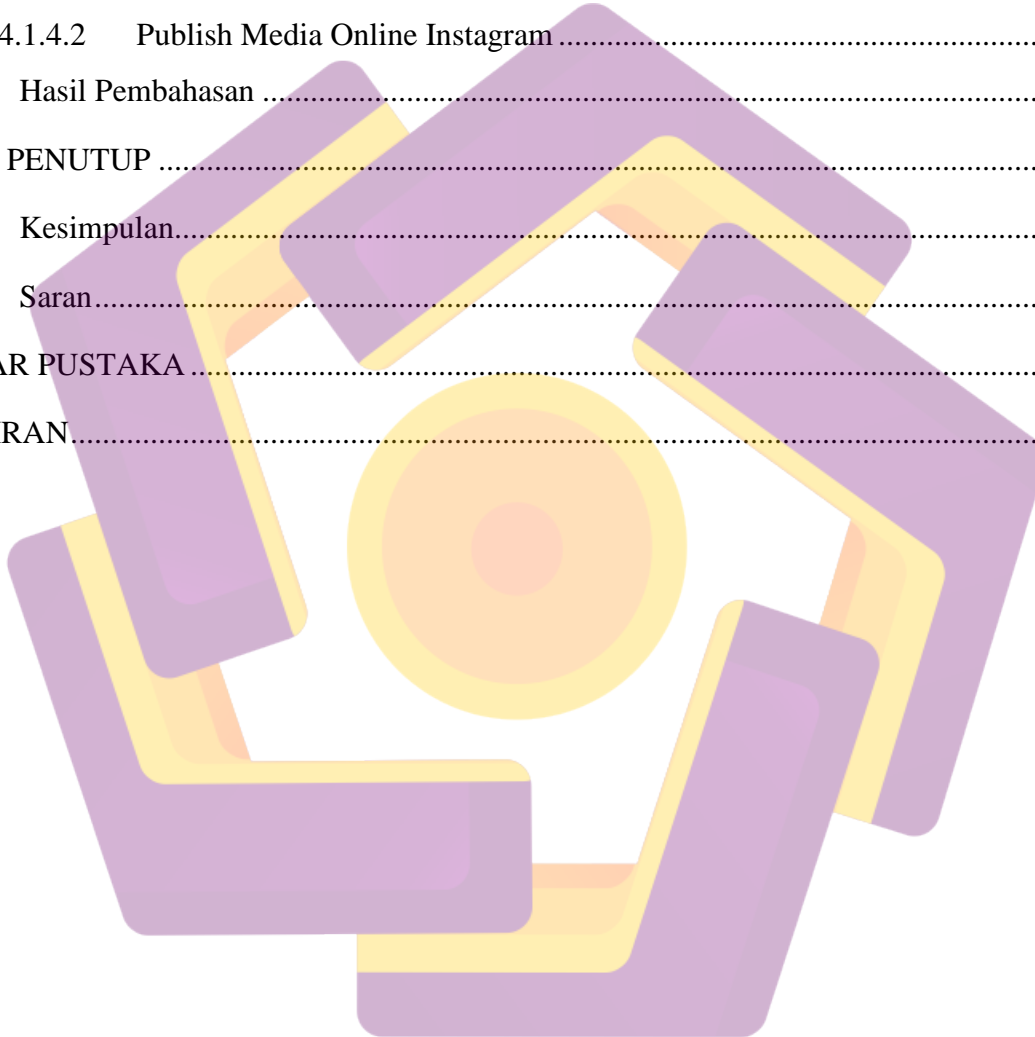 4.1.4.2 Publish Media Online Instagram ........................................................
Hasil Pembahasan ........................................................................................
PENUTUP ......................................................................................................
Kesimpulan....................................................................................................
Saran..............................................................................................................
AR PUSTAKA .................................................................................................
RAN................................................................................................................